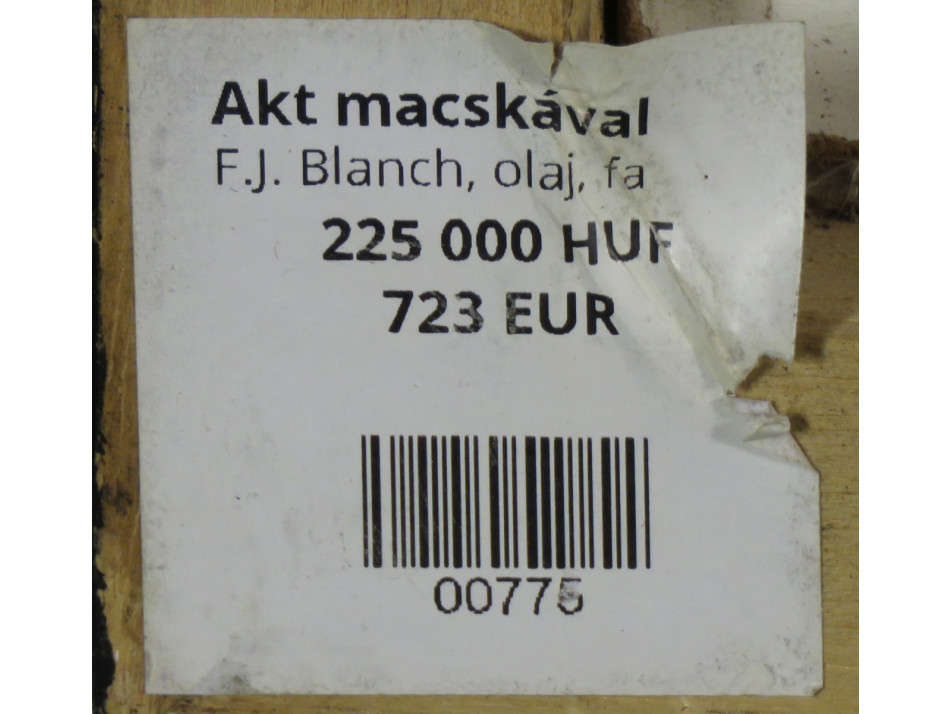 Akt macskával
F.J. Blanch, olaj, fa
225 000 HUF
723 EUR
00775